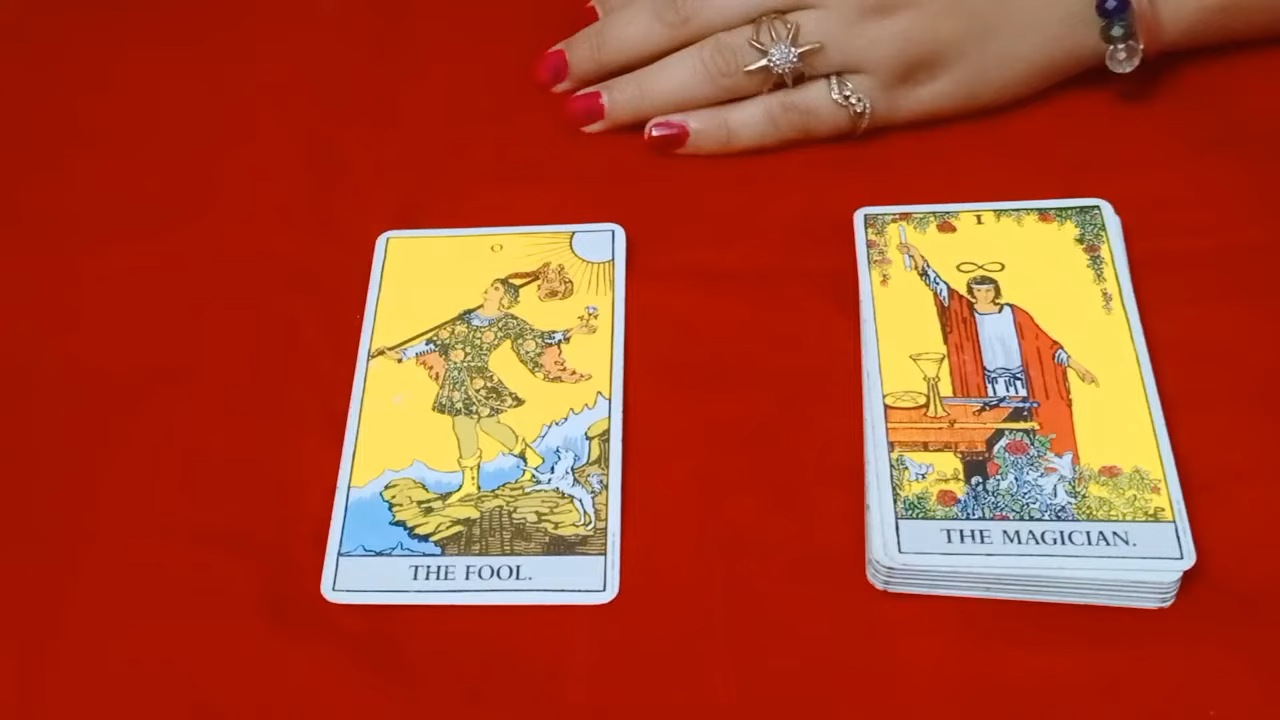 0
THE FOOL.
I
THE MAGICIAN.